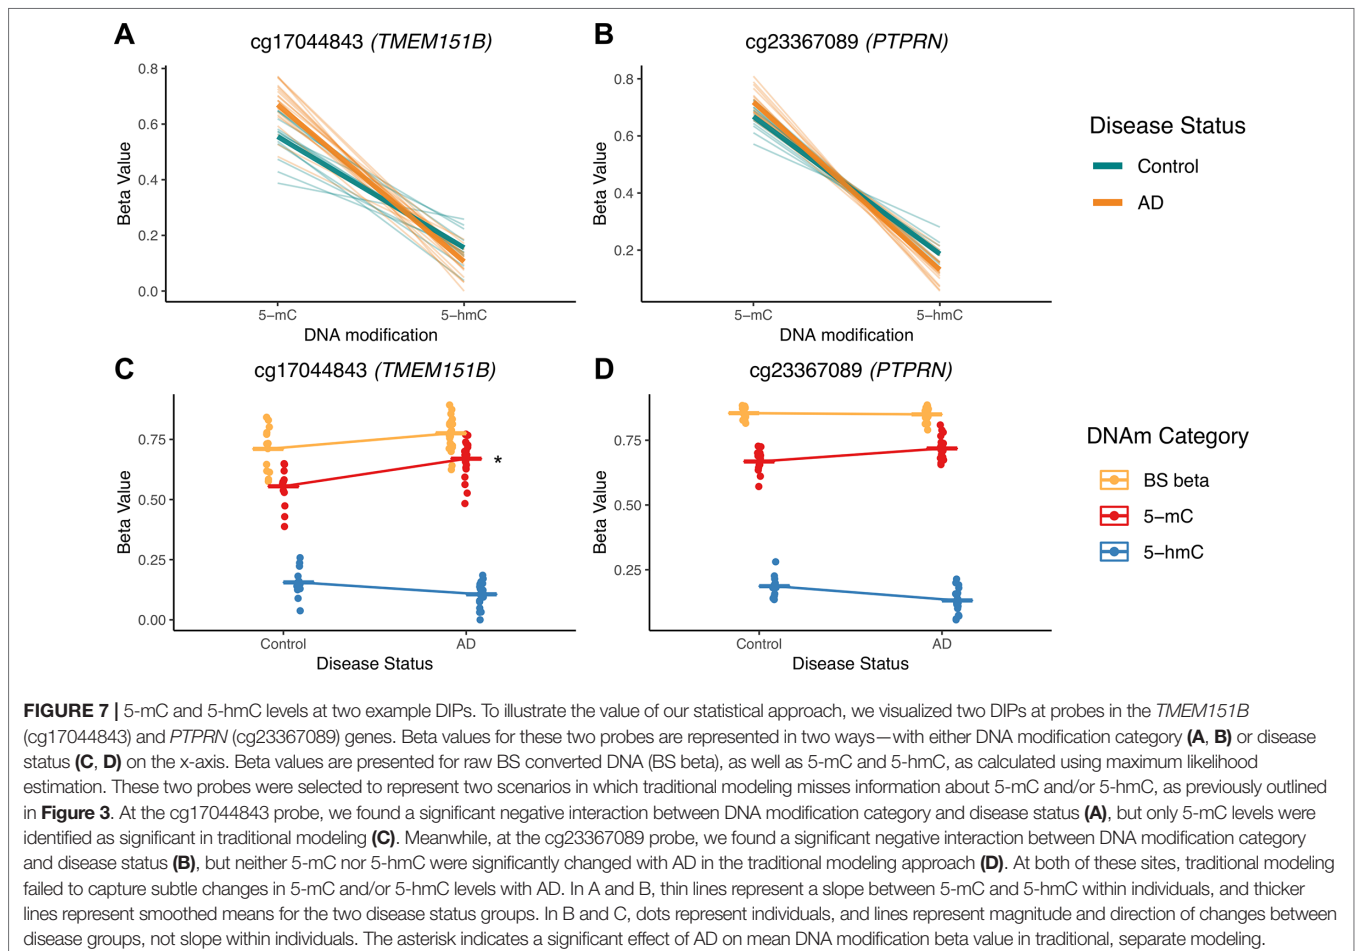 A
cg17044843 (TMEM151B)
0.8
0.6
0.4
0.2
0.0
Beta Value
5−mC
5−hmC
DNA modification
B
cg23367089 (PTPRN)
0.8
0.6
0.4
0.2
Beta Value
5−mC
5−hmC
DNA modification
Disease Status
Control
AD
C
cg17044843 (TMEM151B)
0.75
0.50
0.25
0.00
Beta Value
*
Control
AD
Disease Status
D
cg23367089 (PTPRN)
0.75
0.50
0.25
Beta Value
Control
AD
Disease Status
DNAm Category
BS beta
5−mC
5−hmC
FIGURE 7 | 5-mC and 5-hmC levels at two example DIPs. To illustrate the value of our statistical approach, we visualized two DIPs at probes in the TMEM151B
(cg17044843) and PTPRN (cg23367089) genes. Beta values for these two probes are represented in two ways—with either DNA modification category (A, B) or disease
status (C, D) on the x-axis. Beta values are presented for raw BS converted DNA (BS beta), as well as 5-mC and 5-hmC, as calculated using maximum likelihood
estimation. These two probes were selected to represent two scenarios in which traditional modeling misses information about 5-mC and/or 5-hmC, as previously outlined
in Figure 3. At the cg17044843 probe, we found a significant negative interaction between DNA modification category and disease status (A), but only 5-mC levels were
identified as significant in traditional modeling (C). Meanwhile, at the cg23367089 probe, we found a significant negative interaction between DNA modification category
and disease status (B), but neither 5-mC nor 5-hmC were significantly changed with AD in the traditional modeling approach (D). At both of these sites, traditional modeling
failed to capture subtle changes in 5-mC and/or 5-hmC levels with AD. In A and B, thin lines represent a slope between 5-mC and 5-hmC within individuals, and thicker
lines represent smoothed means for the two disease status groups. In B and C, dots represent individuals, and lines represent magnitude and direction of changes between
disease groups, not slope within individuals. The asterisk indicates a significant effect of AD on mean DNA modification beta value in traditional, separate modeling.